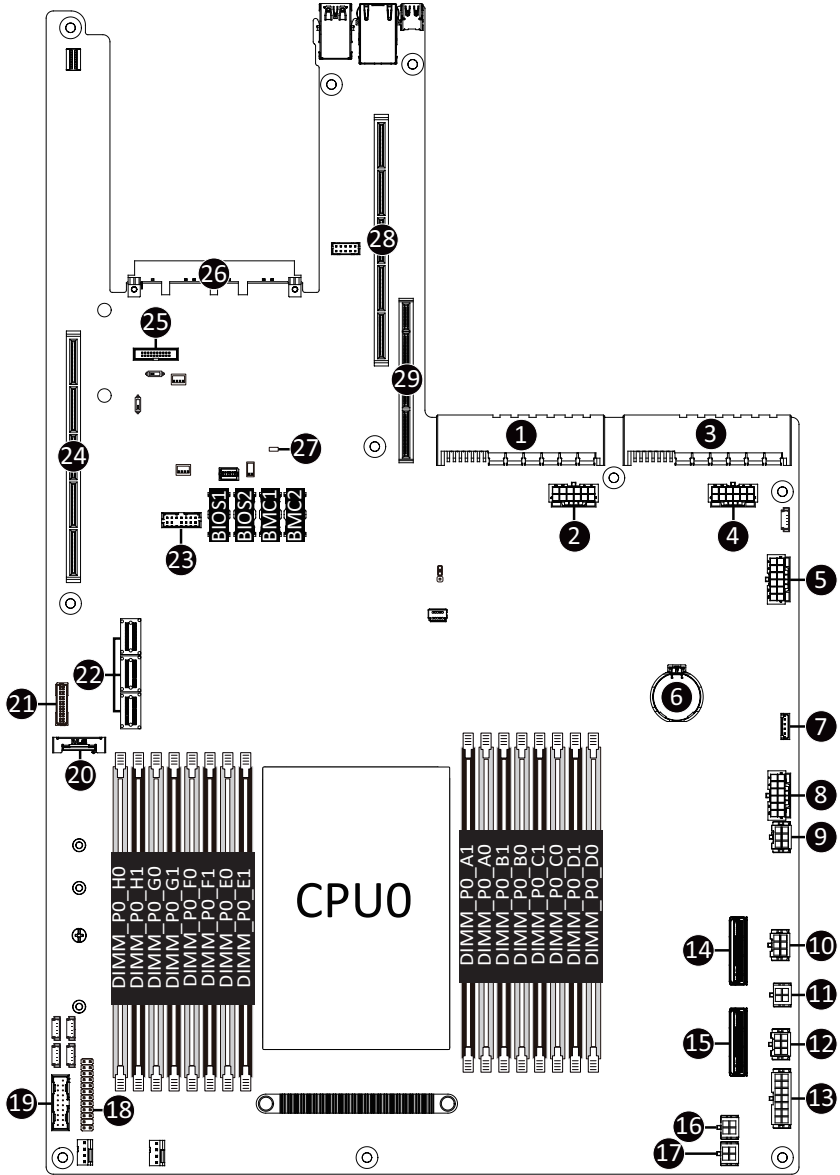 28
26
25
29
1
3
24
27
BIOS1
BIOS2
BMC1
BMC2
2
4
23
5
22
6
21
7
20
8
9
DIMM_P0_H0
DIMM_P0_H1
DIMM_P0_G0
DIMM_P0_G1
DIMM_P0_F0
DIMM_P0_F1
DIMM_P0_E0
DIMM_P0_E1
CPU0
DIMM_P0_A1
DIMM_P0_A0
DIMM_P0_B1
DIMM_P0_B0
DIMM_P0_C1
DIMM_P0_C0
DIMM_P0_D1
DIMM_P0_D0
14
10
11
15
12
19
18
13
16
17